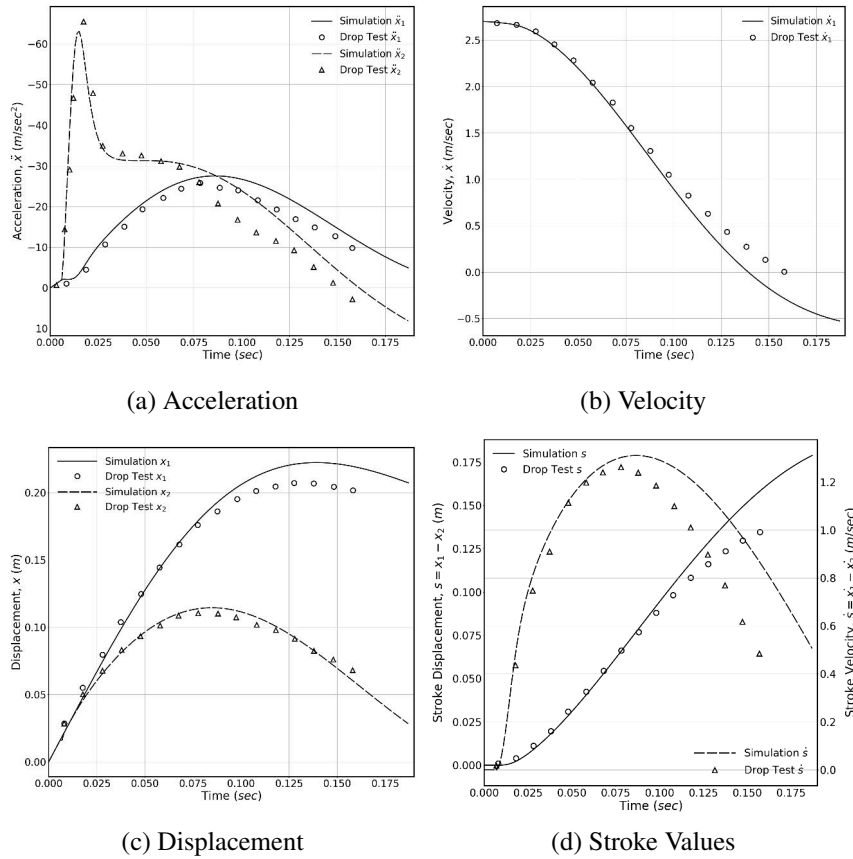 Simulation ẍ₁
Drop Test ẍ₁
Simulation ẍ₂
Drop Test ẍ₂
−60
−50
−40
−30
−20
−10
0
10
Acceleration, ẍ (m/sec²)
0.000 0.025 0.050 0.075 0.100 0.125 0.150 0.175
Time (sec)
(a) Acceleration
Simulation ẋ₁
Drop Test ẋ₁
2.5
2.0
1.5
1.0
0.5
0.0
−0.5
Velocity, ẋ (m/sec)
0.000 0.025 0.050 0.075 0.100 0.125 0.150 0.175
Time (sec)
(b) Velocity
Simulation x₁
Drop Test x₁
Simulation x₂
Drop Test x₂
0.20
0.15
0.10
0.05
0.00
Displacement, x (m)
0.000 0.025 0.050 0.075 0.100 0.125 0.150 0.175
Time (sec)
(c) Displacement
Simulation s
Drop Test s
0.175
0.150
0.125
0.100
0.075
0.050
0.025
0.000
Stroke Displacement, s = x₁ − x₂ (m)
1.2
1.0
0.8
0.6
0.4
0.2
0.0
Stroke Velocity, ṡ = ẋ₁ − ẋ₂ (m/sec)
Simulation ṡ
Drop Test ṡ
0.000 0.025 0.050 0.075 0.100 0.125 0.150 0.175
Time (sec)
(d) Stroke Values